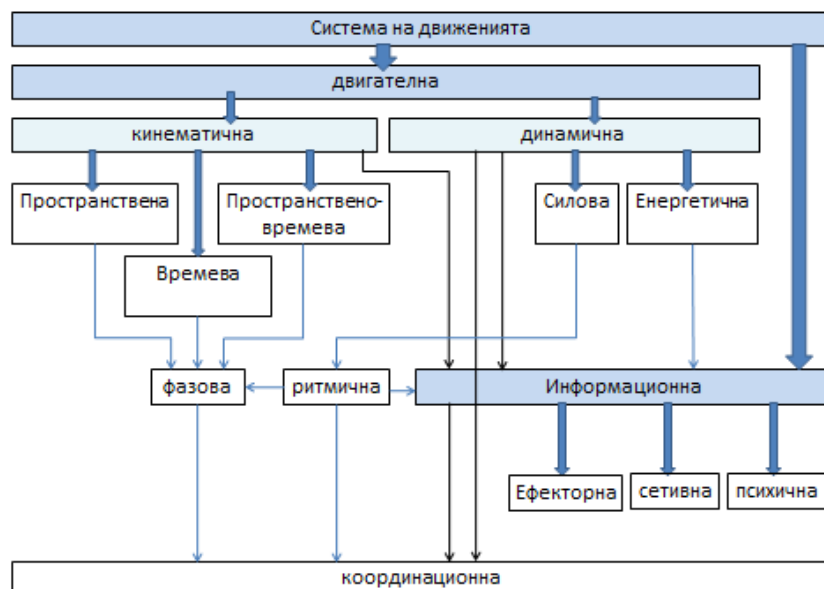 Система на движенията
двигателна
кинематична
динамична
Пространствена
Пространствено-
времева
Силова
Енергетична
Времева
фазова
ритмична
Информационна
Ефекторна
сетивна
психична
координационна